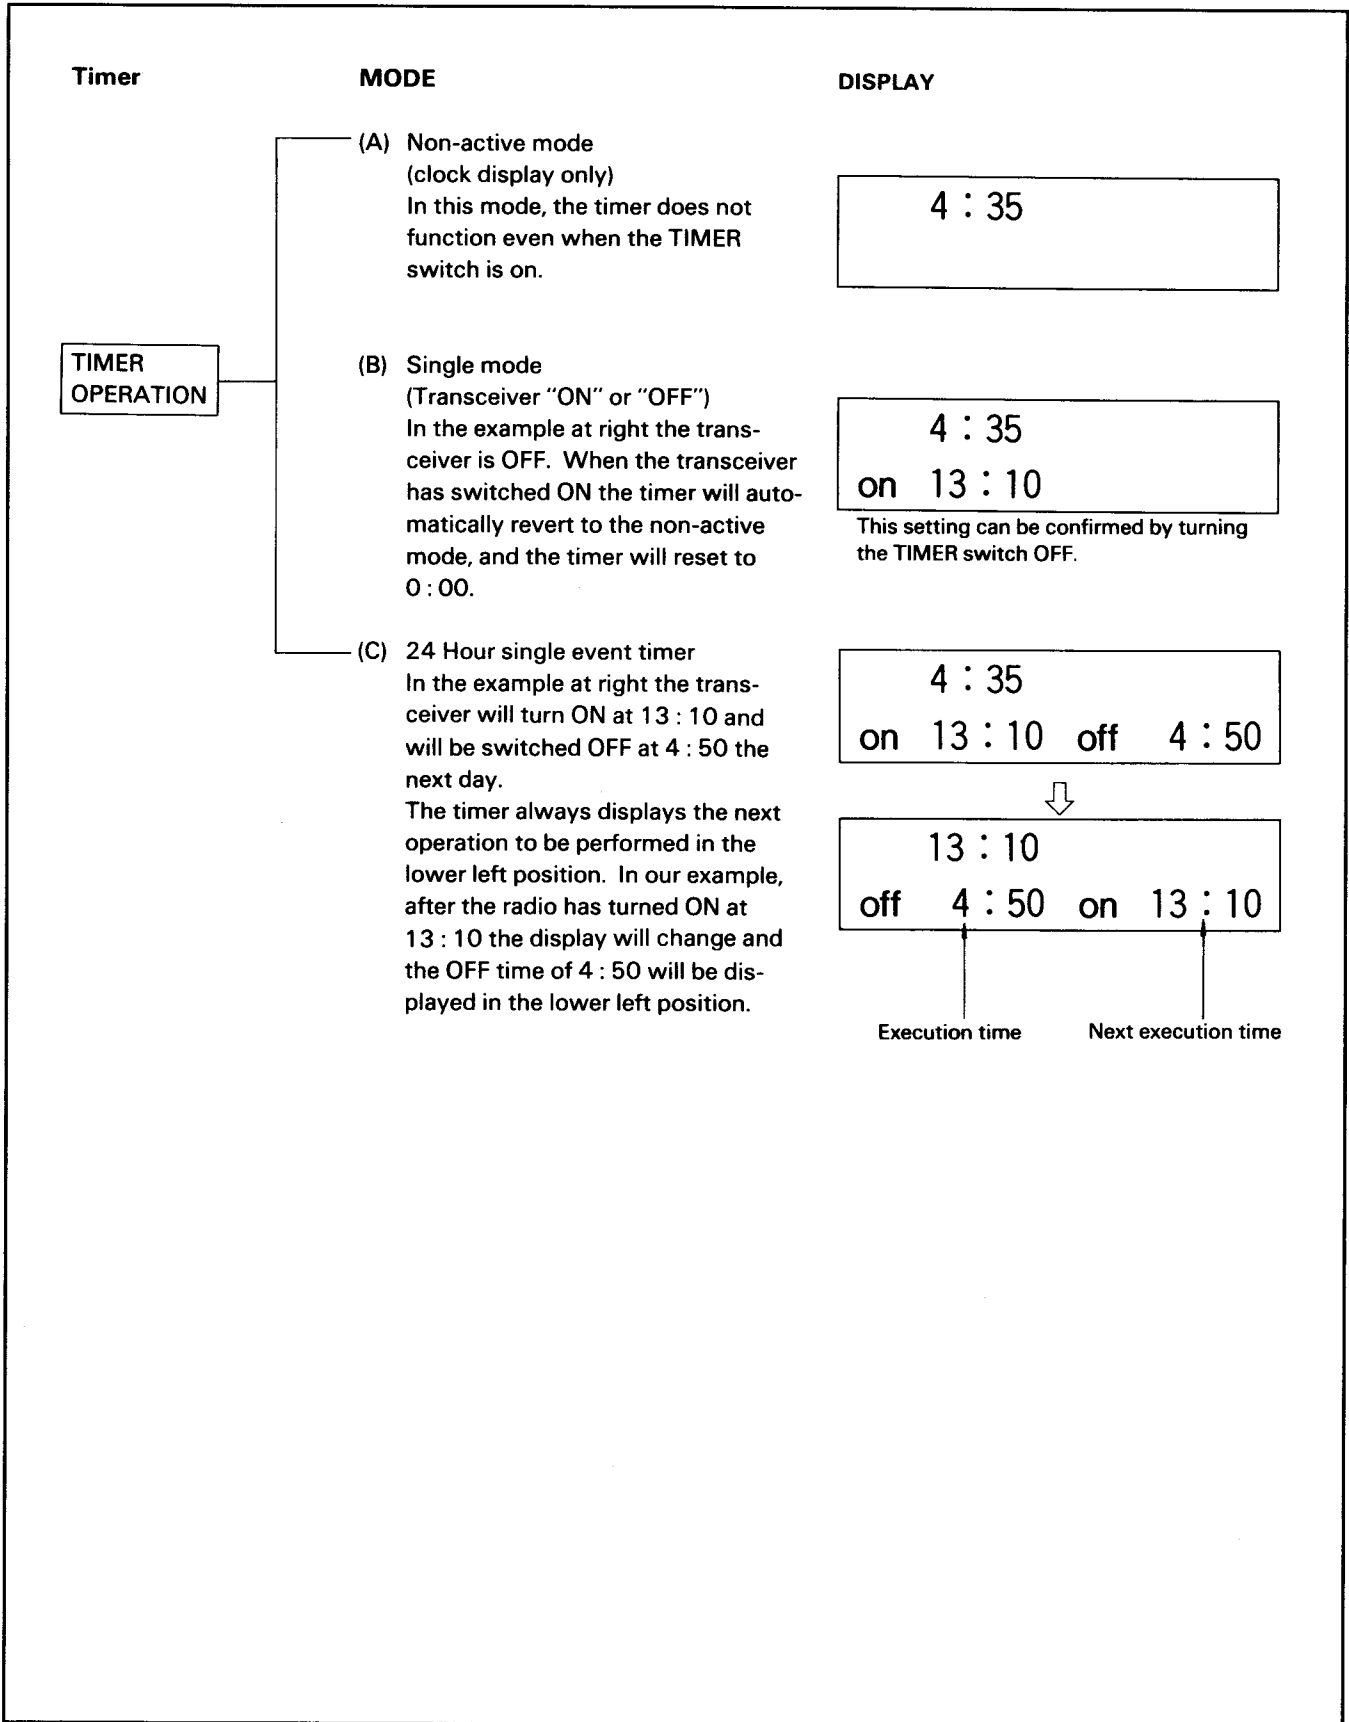 Timer MODE DISPLAY
(A) Non-active mode
(clock display only)
In this mode, the timer does not
function even when the TIMER
switch is on.
4 : 35
TIMER
OPERATION
(B) Single mode
(Transceiver "ON" or "OFF")
In the example at right the trans-
ceiver is OFF. When the transceiver
has switched ON the timer will auto-
matically revert to the non-active
mode, and the timer will reset to
0 : 00.
4 : 35
on 13 : 10
This setting can be confirmed by turning
the TIMER switch OFF.
(C) 24 Hour single event timer
In the example at right the trans-
ceiver will turn ON at 13 : 10 and
will be switched OFF at 4 : 50 the
next day.
The timer always displays the next
operation to be performed in the
lower left position. In our example,
after the radio has turned ON at
13 : 10 the display will change and
the OFF time of 4 : 50 will be dis-
played in the lower left position.
4 : 35
on 13 : 10 off 4 : 50
13 : 10
off 4 : 50 on 13 : 10
Execution time Next execution time